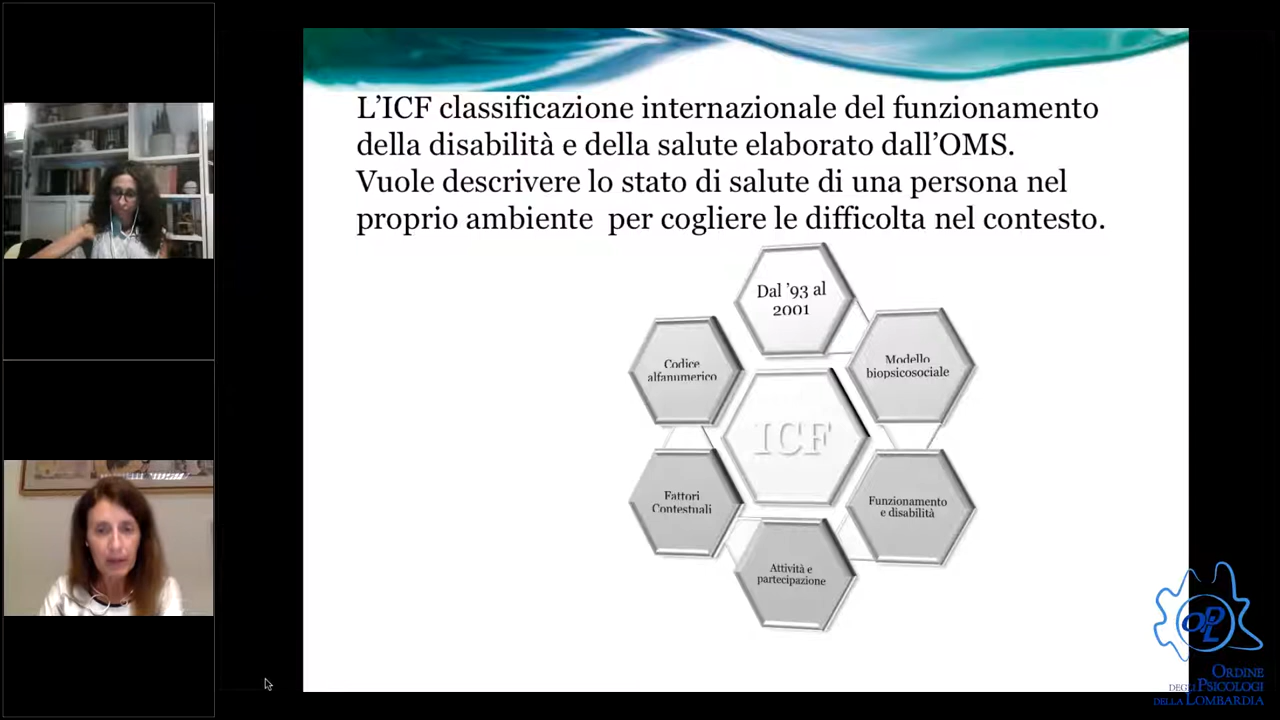 L’ICF classificazione internazionale del funzionamento
della disabilità e della salute elaborato dall’OMS.
Vuole descrivere lo stato di salute di una persona nel
proprio ambiente per cogliere le difficolta nel contesto.
Dal ’93 al
2001
Modello
biopsicosociale
Funzionamento
e disabilità
Attività e
partecipazione
Fattori
Contestuali
Codice
alfanumerico
ICF
OPL
ORDINE
DEGLI PSICOLOGI
DELLA LOMBARDIA